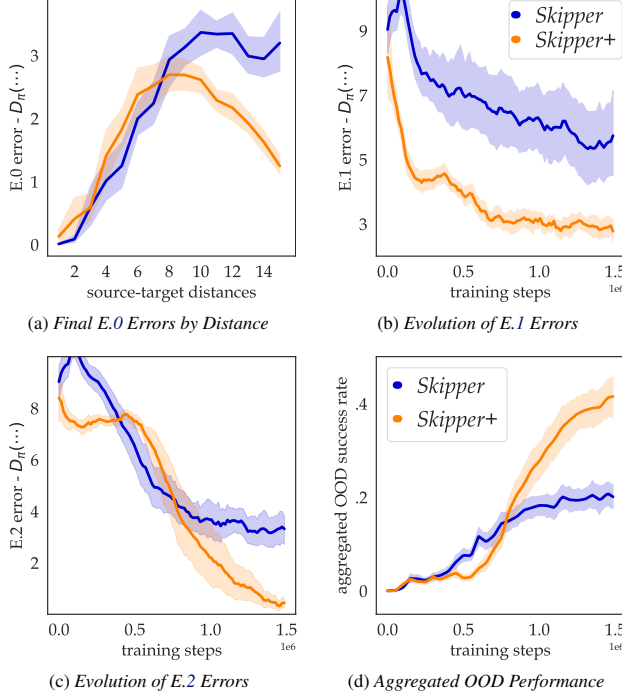 E.0 error - Dπ(···)
3
2
1
0
2 4 6 8 10 12 14
source-target distances
(a) Final E.0 Errors by Distance
Skipper
Skipper+
E.1 error - Dπ(···)
9
7
5
3
0.0 0.5 1.0 1.5
1e6
training steps
(b) Evolution of E.1 Errors
E.2 error - Dπ(···)
8
6
4
2
0.0 0.5 1.0 1.5
1e6
training steps
(c) Evolution of E.2 Errors
Skipper
Skipper+
aggregated OOD success rate
.4
.2
0
0.0 0.5 1.0 1.5
1e6
training steps
(d) Aggregated OOD Performance